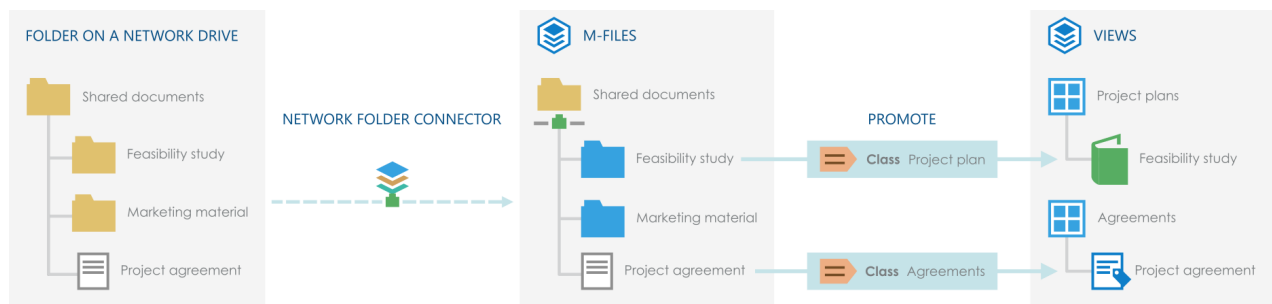 FOLDER ON A NETWORK DRIVE
Shared documents
Feasibility study
Marketing material
Project agreement
NETWORK FOLDER CONNECTOR
M-FILES
Shared documents
Feasibility study
Marketing material
Project agreement
PROMOTE
Class Project plan
Class Agreements
VIEWS
Project plans
Feasibility study
Agreements
Project agreement